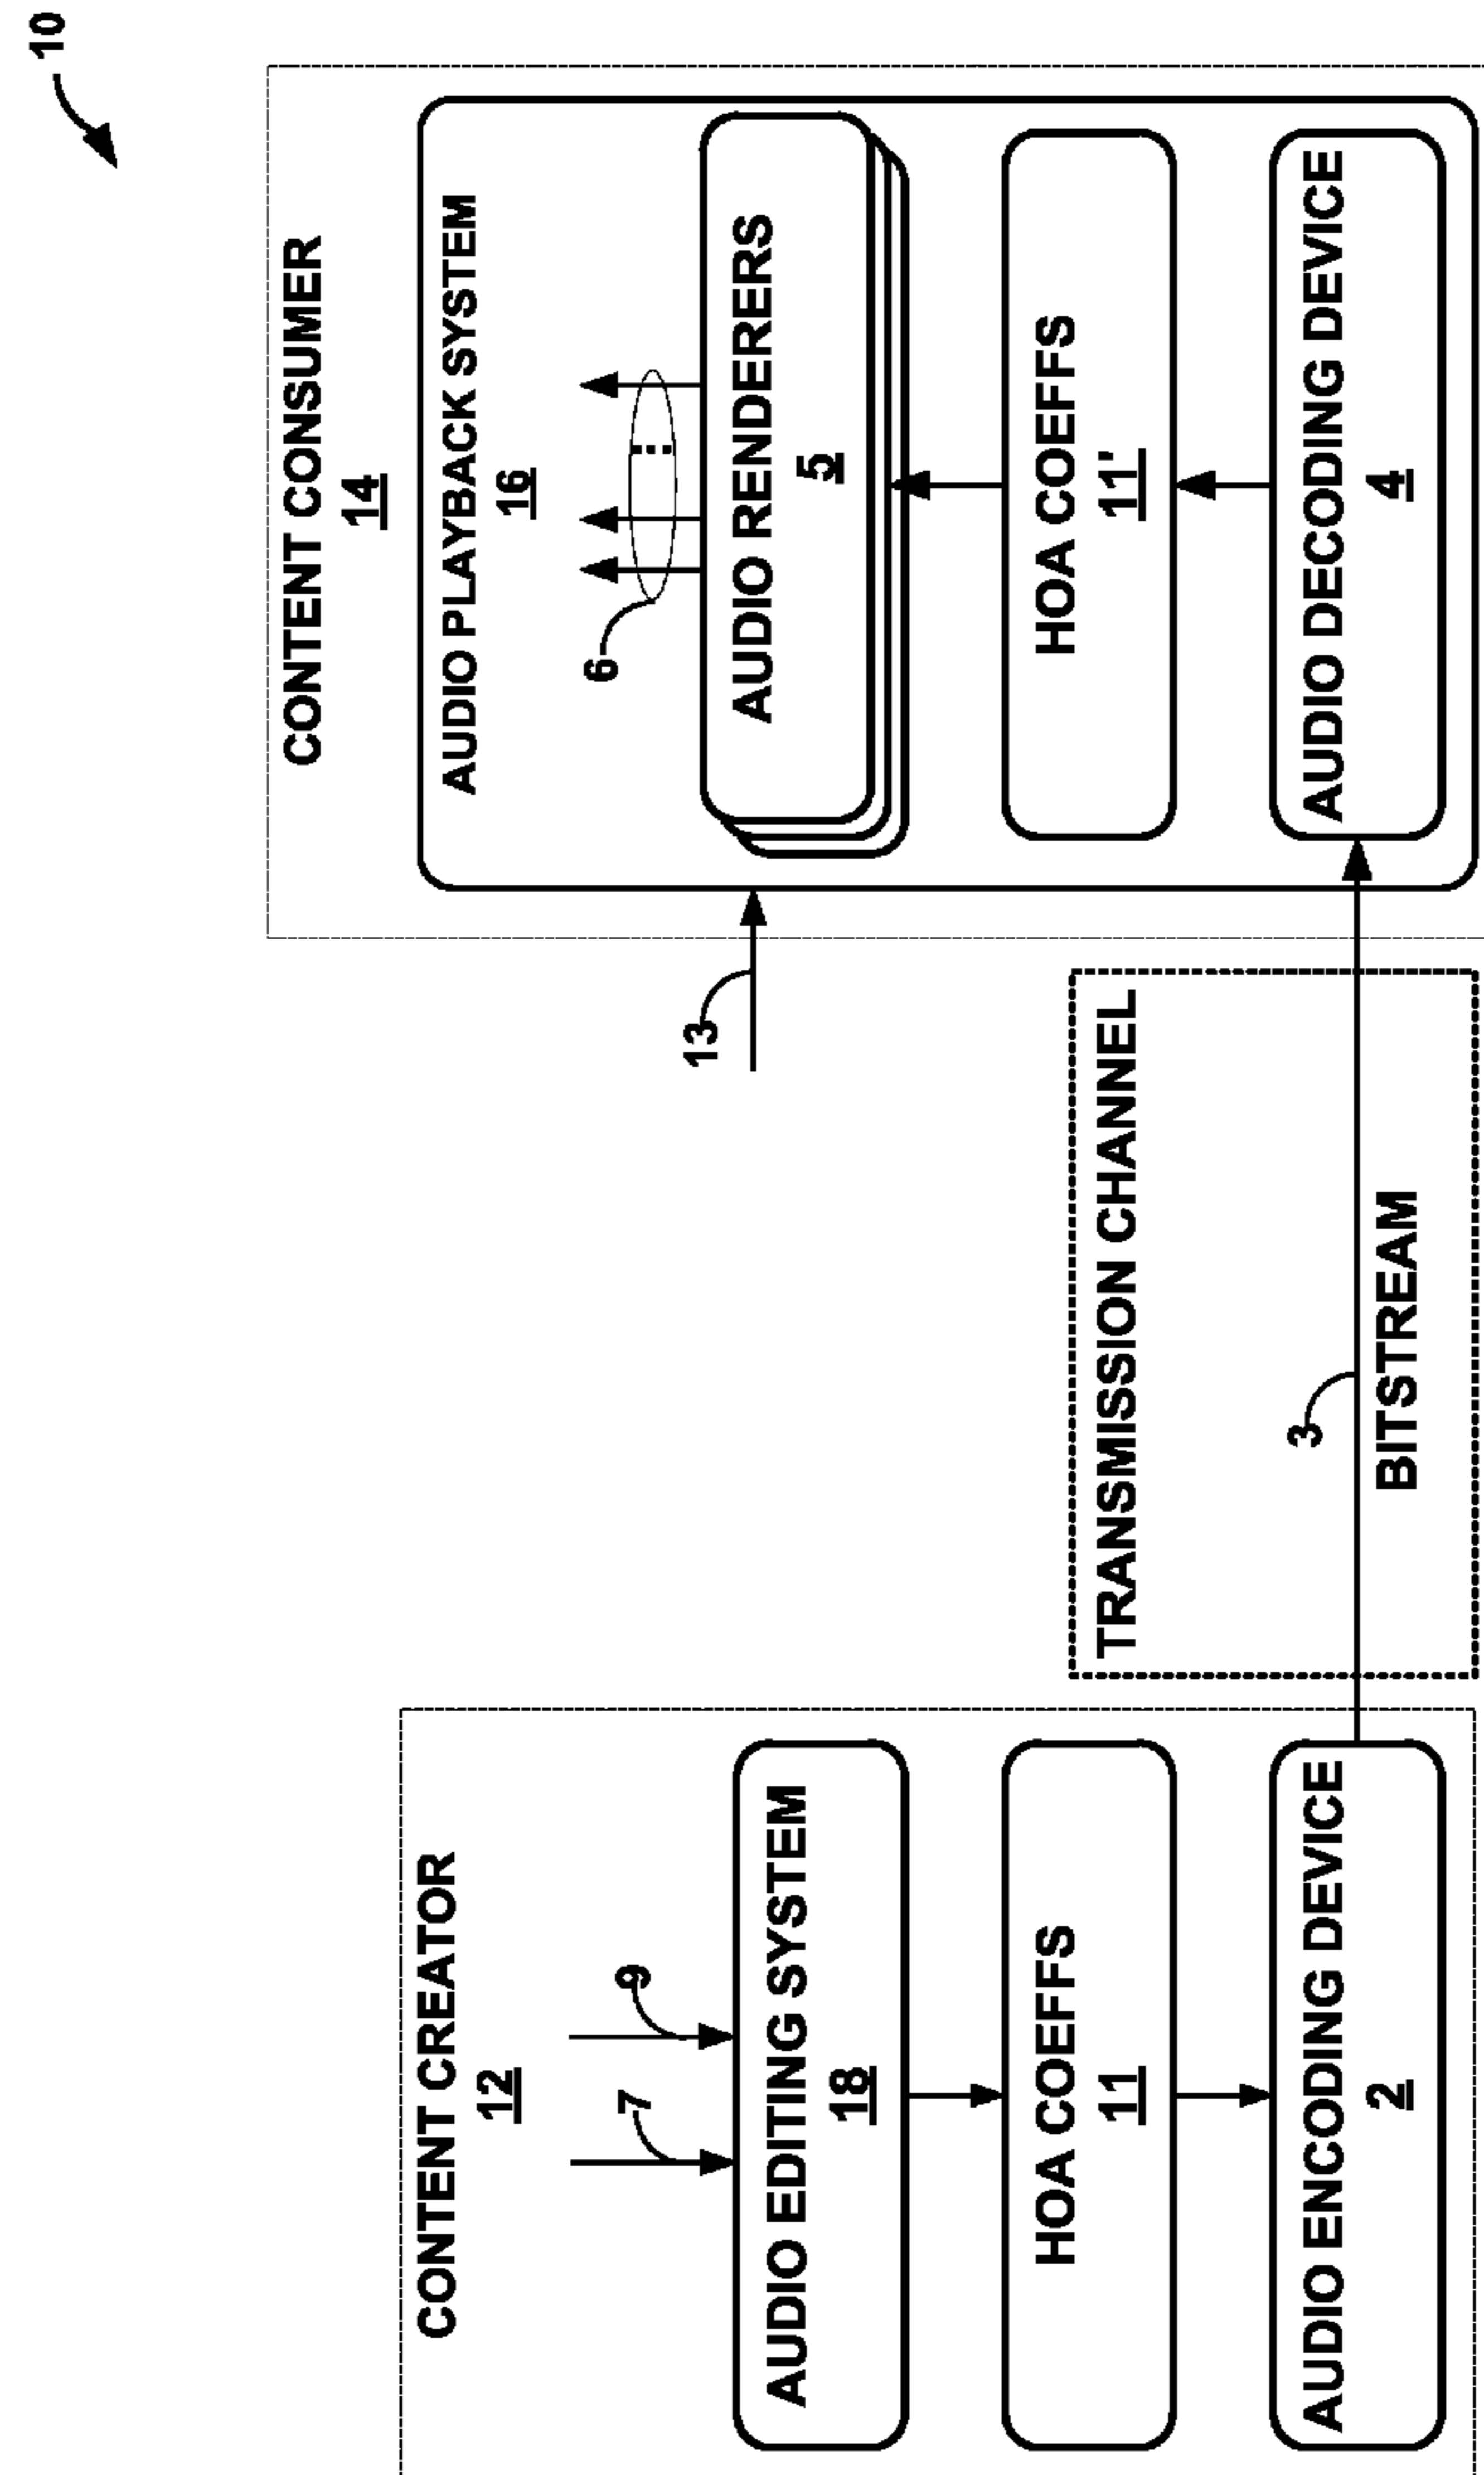 10
CONTENT CREATOR
12
7
9
AUDIO EDITING SYSTEM
18
HOA COEFFS
11
AUDIO ENCODING DEVICE
2
TRANSMISSION CHANNEL
3
BITSTREAM
13
CONTENT CONSUMER
14
AUDIO PLAYBACK SYSTEM
16
6
AUDIO RENDERERS
5
HOA COEFFS
11'
AUDIO DECODING DEVICE
4